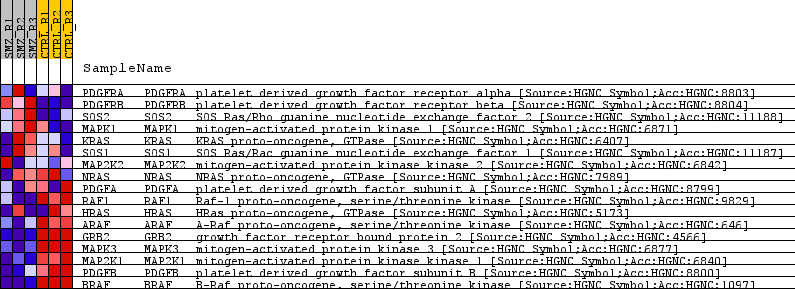 SMZ_R1
SMZ_R2
SMZ_R3
CTRL_R1
CTRL_R2
CTRL_R3
SampleName
PDGFRA PDGFRA platelet derived growth factor receptor alpha [Source:HGNC Symbol;Acc:HGNC:8803]
PDGFRB PDGFRB platelet derived growth factor receptor beta [Source:HGNC Symbol;Acc:HGNC:8804]
SOS2 SOS2 SOS Ras/Rho guanine nucleotide exchange factor 2 [Source:HGNC Symbol;Acc:HGNC:11188]
MAPK1 MAPK1 mitogen-activated protein kinase 1 [Source:HGNC Symbol;Acc:HGNC:6871]
KRAS KRAS KRAS proto-oncogene, GTPase [Source:HGNC Symbol;Acc:HGNC:6407]
SOS1 SOS1 SOS Ras/Rac guanine nucleotide exchange factor 1 [Source:HGNC Symbol;Acc:HGNC:11187]
MAP2K2 MAP2K2 mitogen-activated protein kinase kinase 2 [Source:HGNC Symbol;Acc:HGNC:6842]
NRAS NRAS NRAS proto-oncogene, GTPase [Source:HGNC Symbol;Acc:HGNC:7989]
PDGFA PDGFA platelet derived growth factor subunit A [Source:HGNC Symbol;Acc:HGNC:8799]
RAF1 RAF1 Raf-1 proto-oncogene, serine/threonine kinase [Source:HGNC Symbol;Acc:HGNC:9829]
HRAS HRAS HRas proto-oncogene, GTPase [Source:HGNC Symbol;Acc:HGNC:5173]
ARAF ARAF A-Raf proto-oncogene, serine/threonine kinase [Source:HGNC Symbol;Acc:HGNC:646]
GRB2 GRB2 growth factor receptor bound protein 2 [Source:HGNC Symbol;Acc:HGNC:4566]
MAPK3 MAPK3 mitogen-activated protein kinase 3 [Source:HGNC Symbol;Acc:HGNC:6877]
MAP2K1 MAP2K1 mitogen-activated protein kinase kinase 1 [Source:HGNC Symbol;Acc:HGNC:6840]
PDGFB PDGFB platelet derived growth factor subunit B [Source:HGNC Symbol;Acc:HGNC:8800]
BRAF BRAF B-Raf proto-oncogene, serine/threonine kinase [Source:HGNC Symbol;Acc:HGNC:1097]